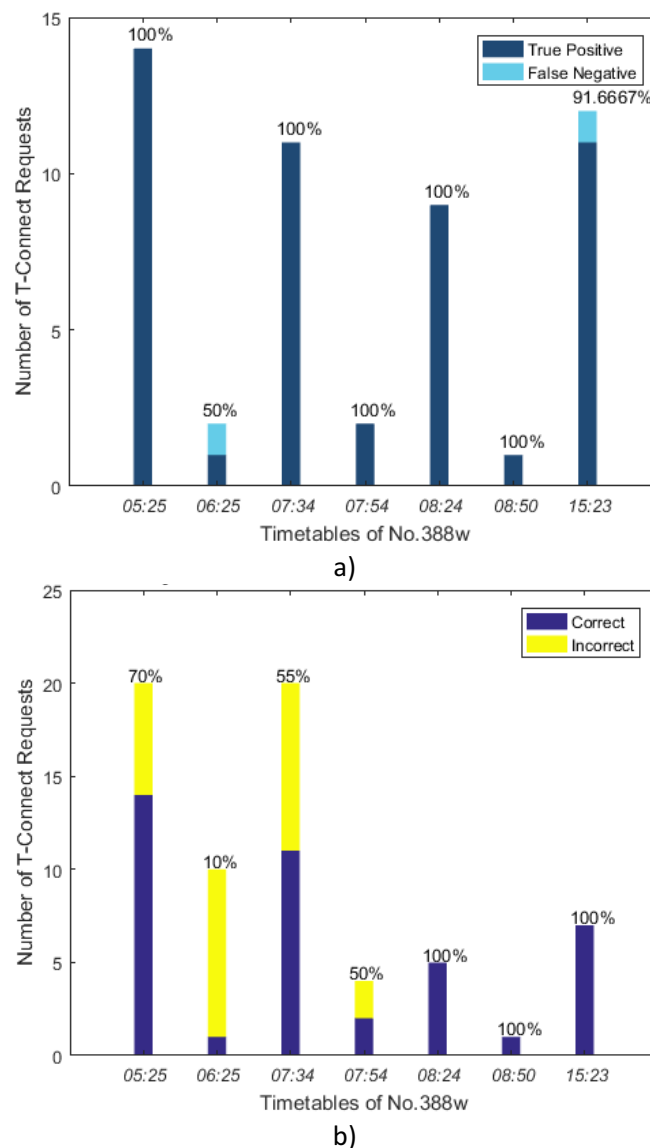 15
100%
True Positive
False Negative
91.6667%
100%
10
100%
Number of T-Connect Requests
5
50%
100%
100%
0
05:25 06:25 07:34 07:54 08:24 08:50 15:23
Timetables of No.388w
a)
25
Correct
Incorrect
70%
55%
20
Number of T-Connect Requests
15
10%
10
100%
50%
100%
5
100%
0
05:25 06:25 07:34 07:54 08:24 08:50 15:23
Timetables of No.388w
b)